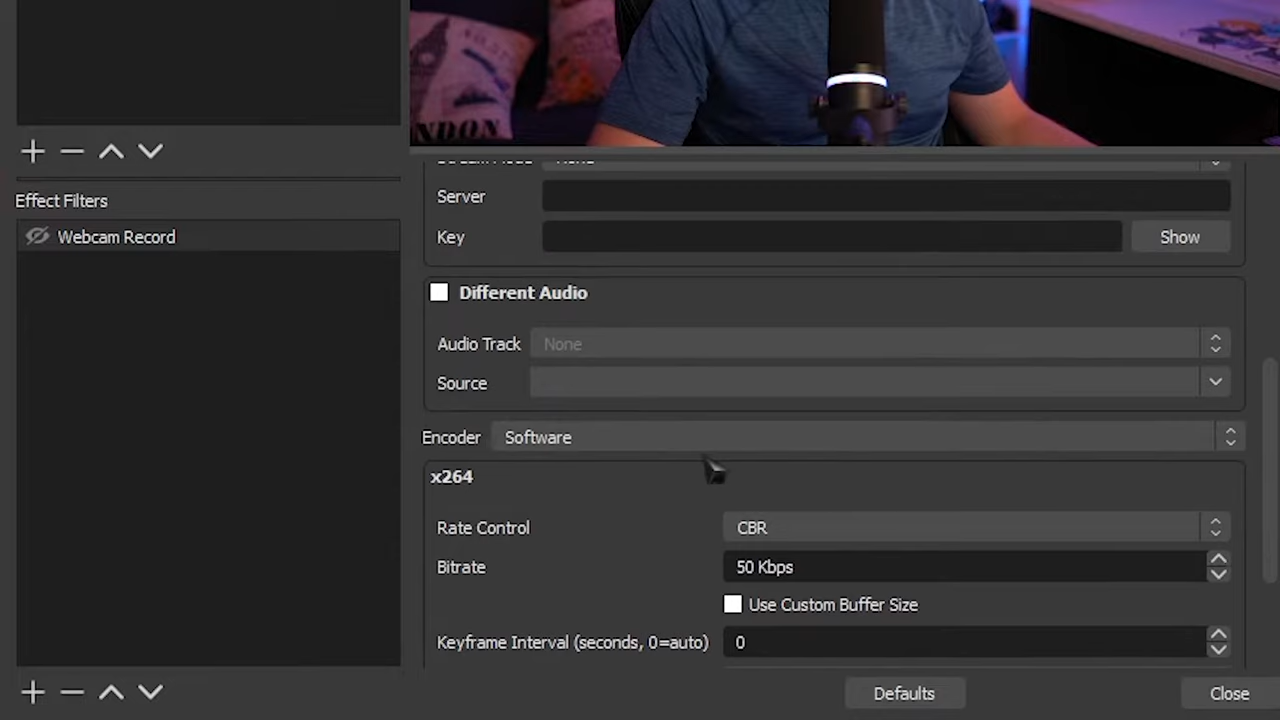 NDON
Effect Filters
Webcam Record
Server
Key
Show
Different Audio
Audio Track
None
Source
Encoder
Software
x264
Rate Control
CBR
Bitrate
50 Kbps
Use Custom Buffer Size
Keyframe Interval (seconds, 0=auto)
0
Defaults
Close